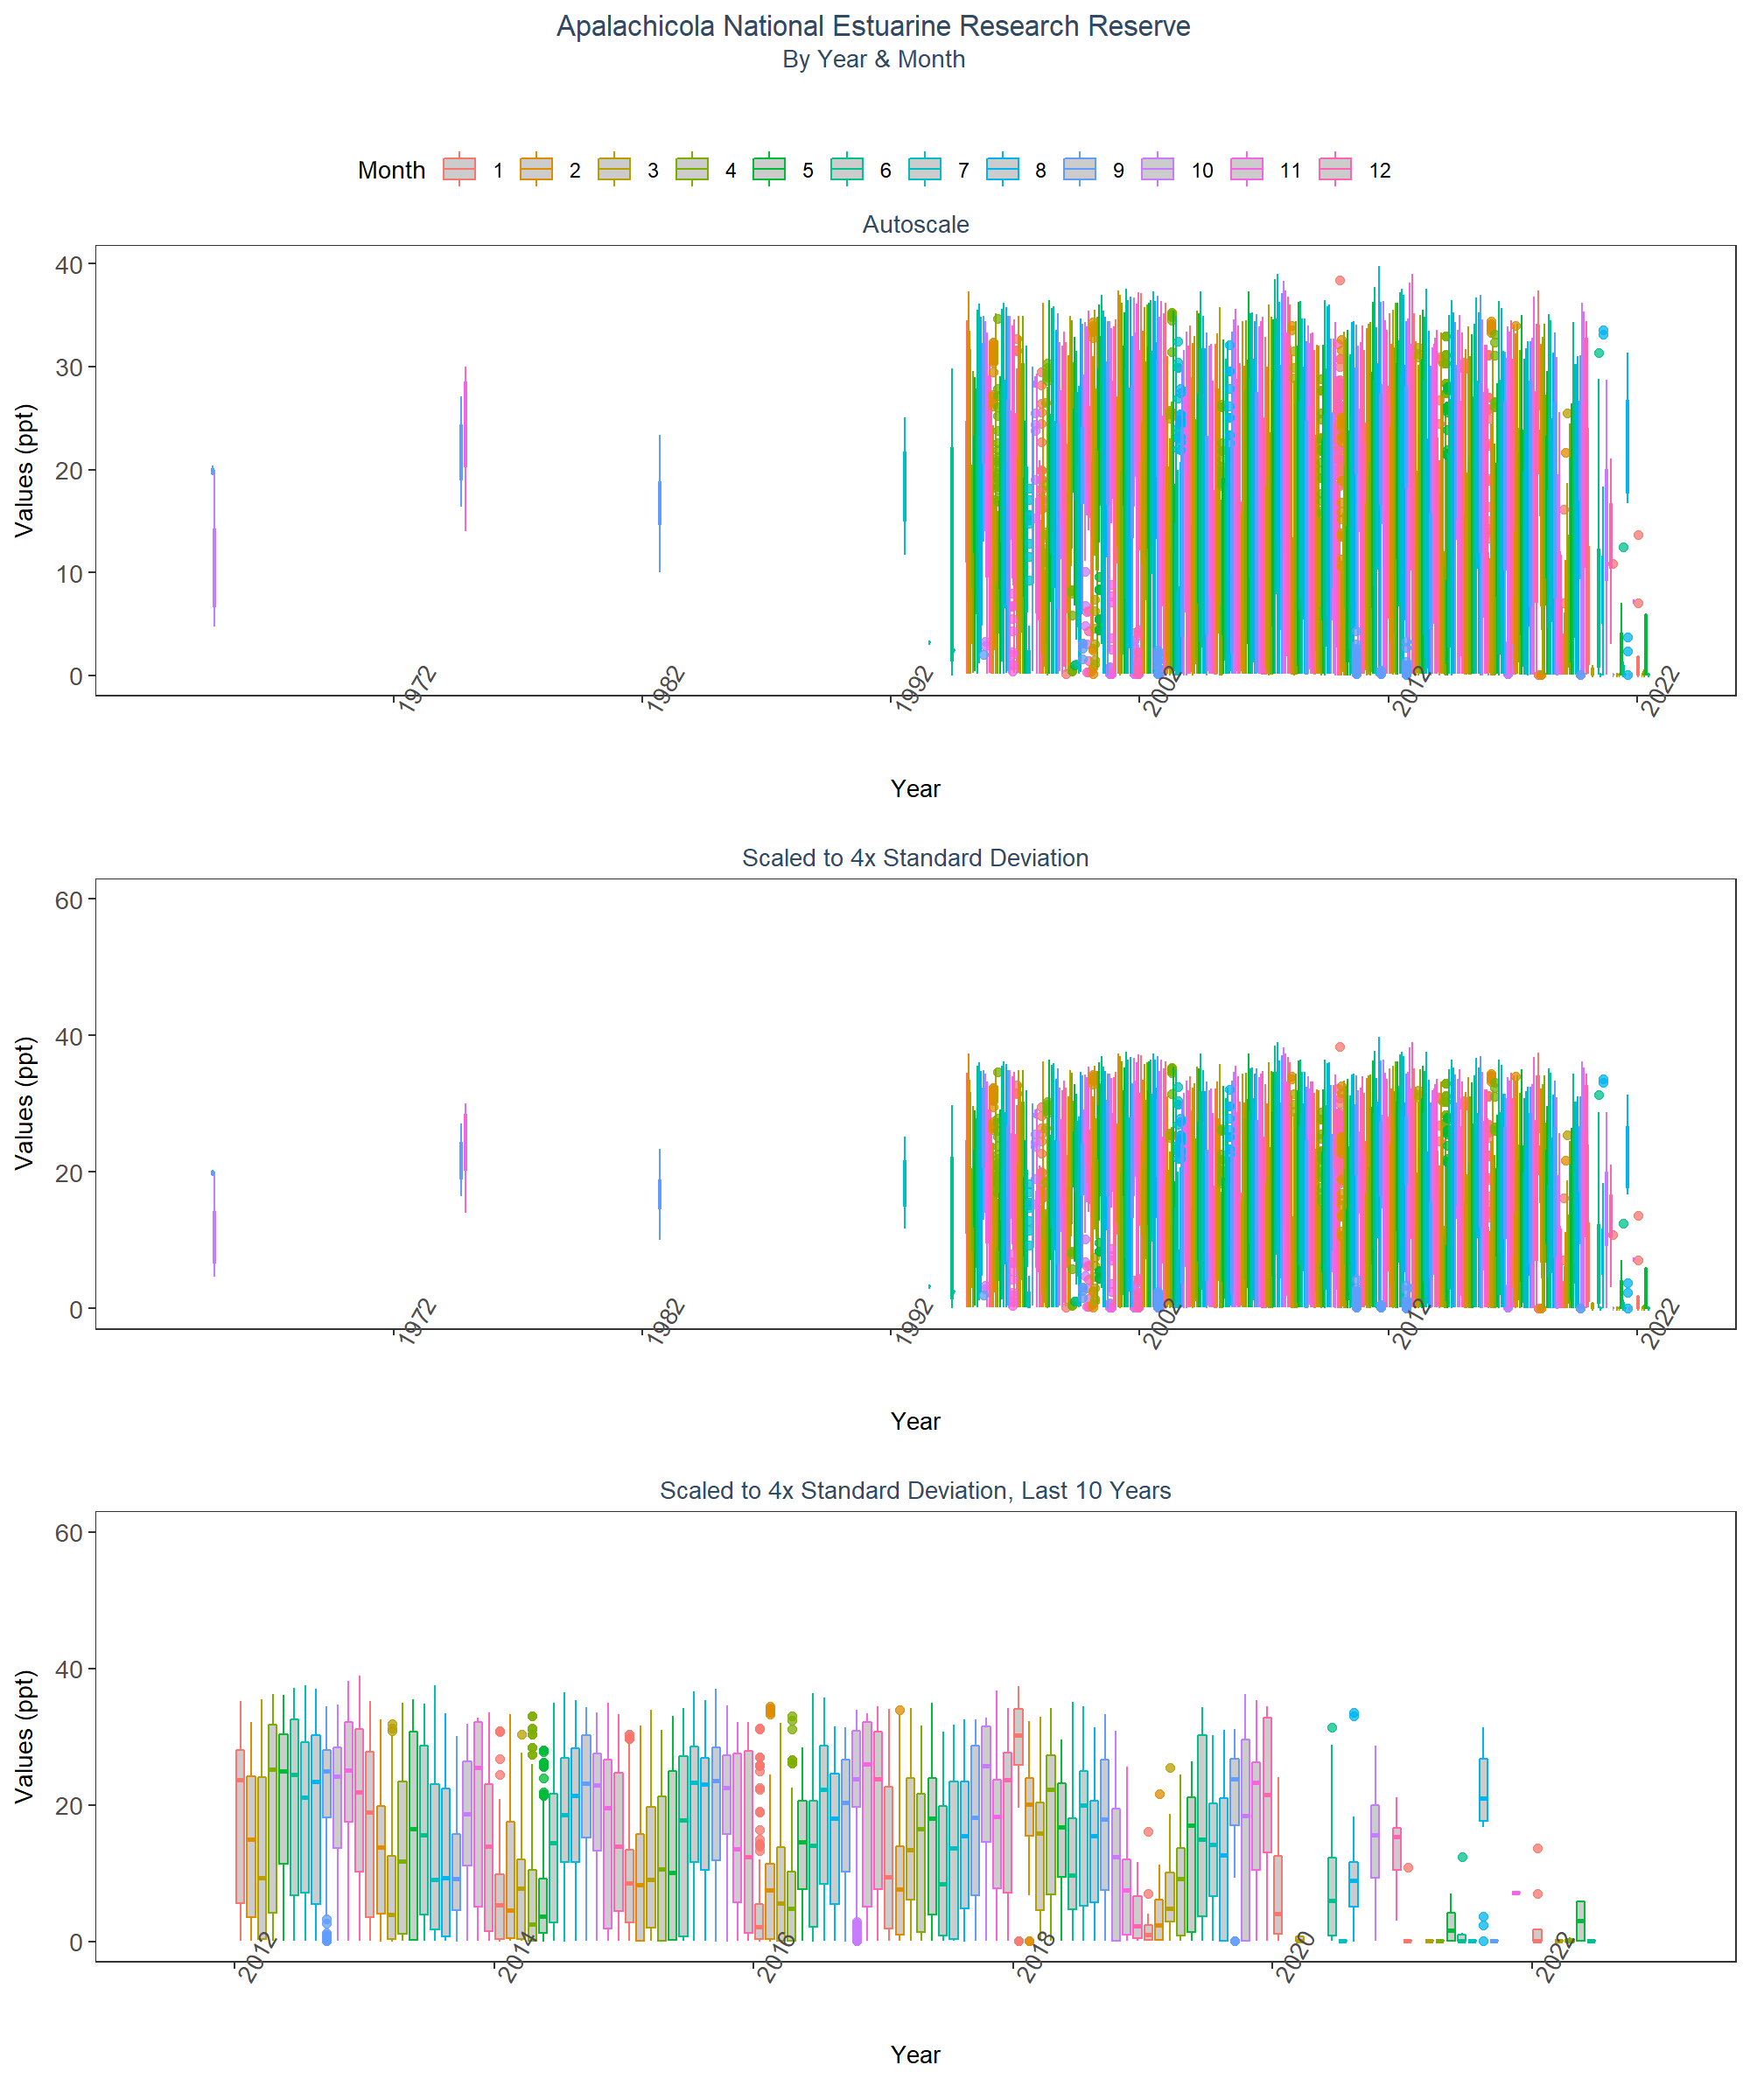 Apalachicola National Estuarine Research Reserve
By Year & Month
Month 1 2 3 4 5 6 7 8 9 10 11 12
Autoscale
Values (ppt)
40
30
20
10
0
1972 1982 1992 2002 2012 2022
Year
Scaled to 4x Standard Deviation
Values (ppt)
60
40
20
0
1972 1982 1992 2002 2012 2022
Year
Scaled to 4x Standard Deviation, Last 10 Years
Values (ppt)
60
40
20
0
2012 2014 2016 2018 2020 2022
Year